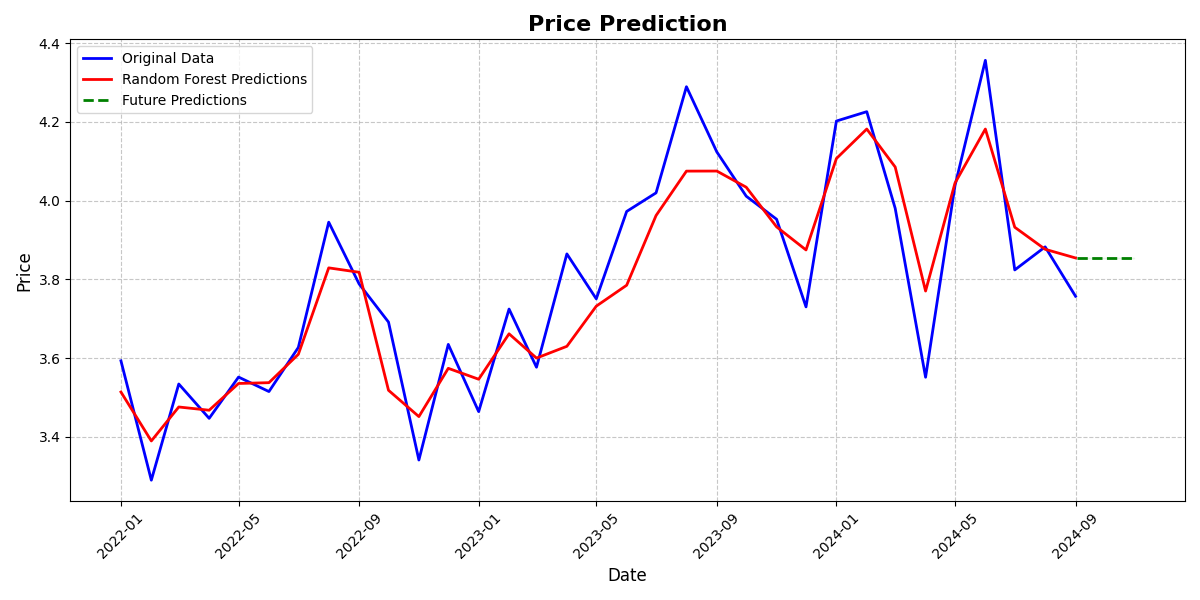 Price Prediction
Original Data
Random Forest Predictions
Future Predictions
Price
4.4
4.2
4.0
3.8
3.6
3.4
2022-01
2022-05
2022-09
2023-01
2023-05
2023-09
2024-01
2024-05
2024-09
Date